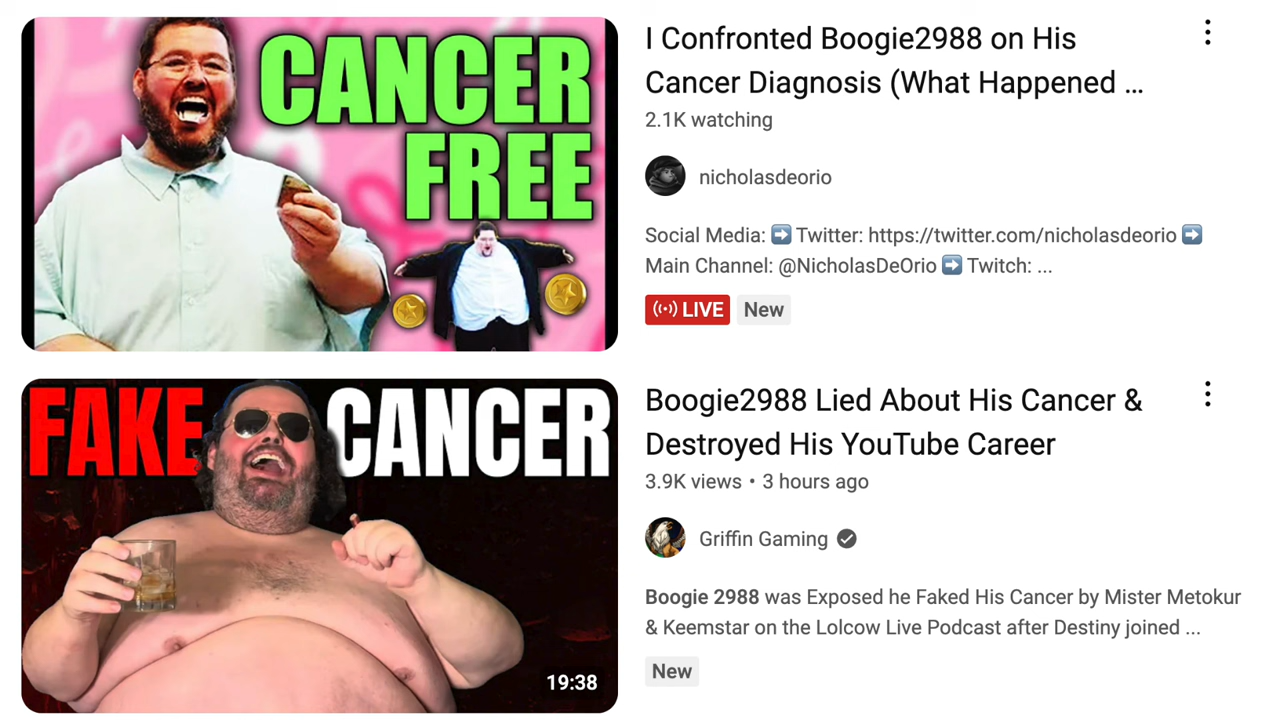 CANCER
FREE
I Confronted Boogie2988 on His
Cancer Diagnosis (What Happened ...
2.1K watching
nicholasdeorio
Social Media: ➡️ Twitter: https://twitter.com/nicholasdeorio ➡️
Main Channel: @NicholasDeOrio ➡️ Twitch: ...
LIVE New
FAKE CANCER
19:38
Boogie2988 Lied About His Cancer &
Destroyed His YouTube Career
3.9K views • 3 hours ago
Griffin Gaming
Boogie 2988 was Exposed he Faked His Cancer by Mister Metokur
& Keemstar on the Lolcow Live Podcast after Destiny joined ...
New